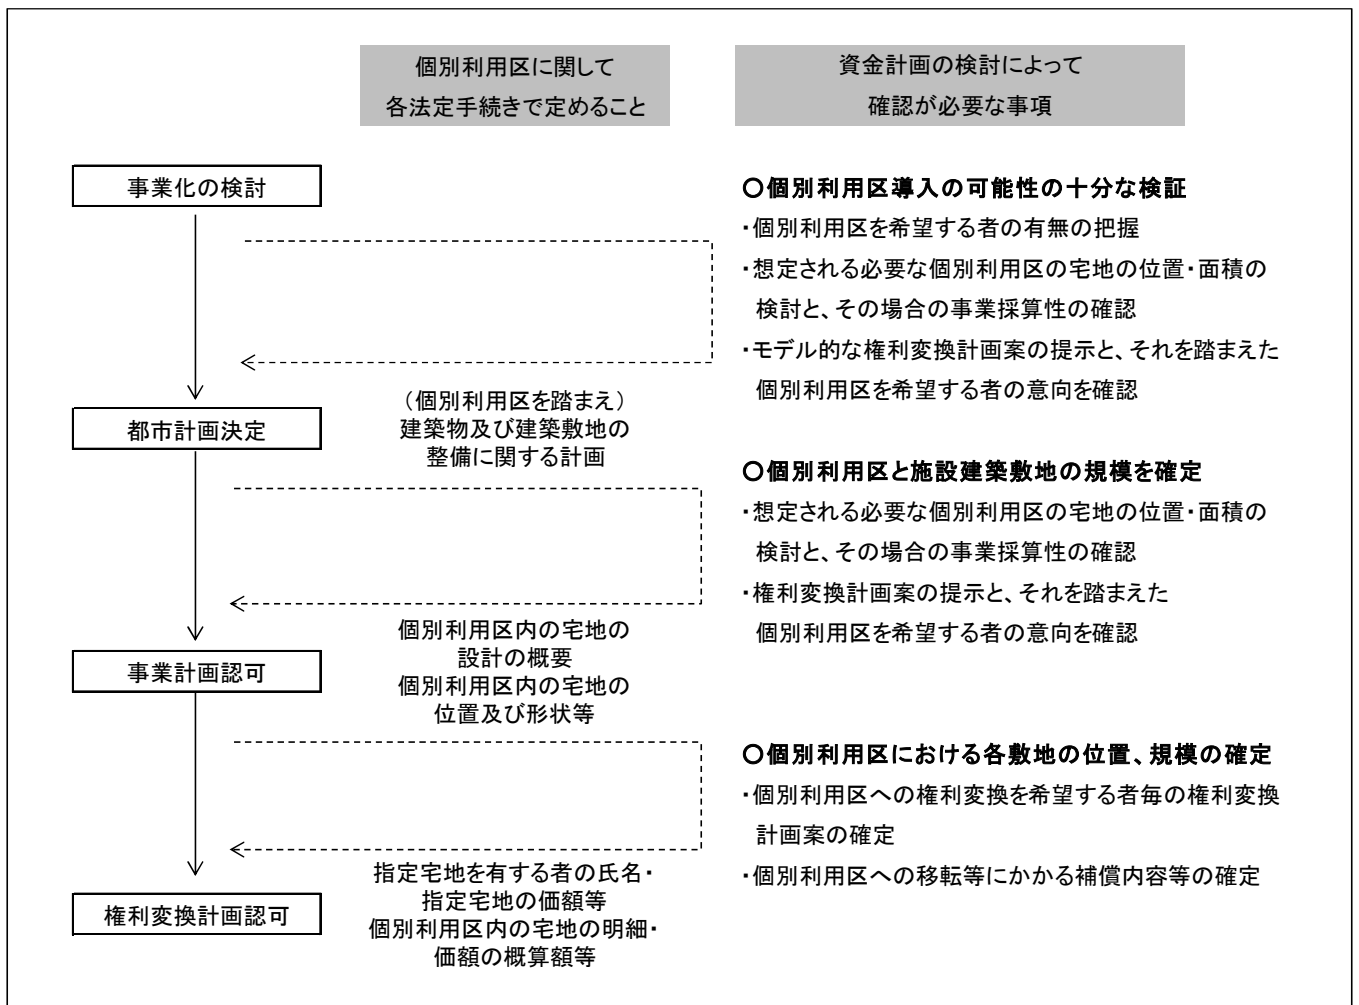 個別利用区に関して
各法定手続きで定めること
資金計画の検討によって
確認が必要な事項
事業化の検討
○個別利用区導入の可能性の十分な検証
・個別利用区を希望する者の有無の把握
・想定される必要な個別利用区の宅地の位置・面積の
検討と、その場合の事業採算性の確認
・モデル的な権利変換計画案の提示と、それを踏まえた
個別利用区を希望する者の意向を確認
都市計画決定
（個別利用区を踏まえ）
建築物及び建築敷地の
整備に関する計画
○個別利用区と施設建築敷地の規模を確定
・想定される必要な個別利用区の宅地の位置・面積の
検討と、その場合の事業採算性の確認
・権利変換計画案の提示と、それを踏まえた
個別利用区を希望する者の意向を確認
事業計画認可
個別利用区内の宅地の
設計の概要
個別利用区内の宅地の
位置及び形状等
○個別利用区における各敷地の位置、規模の確定
・個別利用区への権利変換を希望する者毎の権利変換
計画案の確定
・個別利用区への移転等にかかる補償内容等の確定
権利変換計画認可
指定宅地を有する者の氏名・
指定宅地の価額等
個別利用区内の宅地の明細・
価額の概算額等